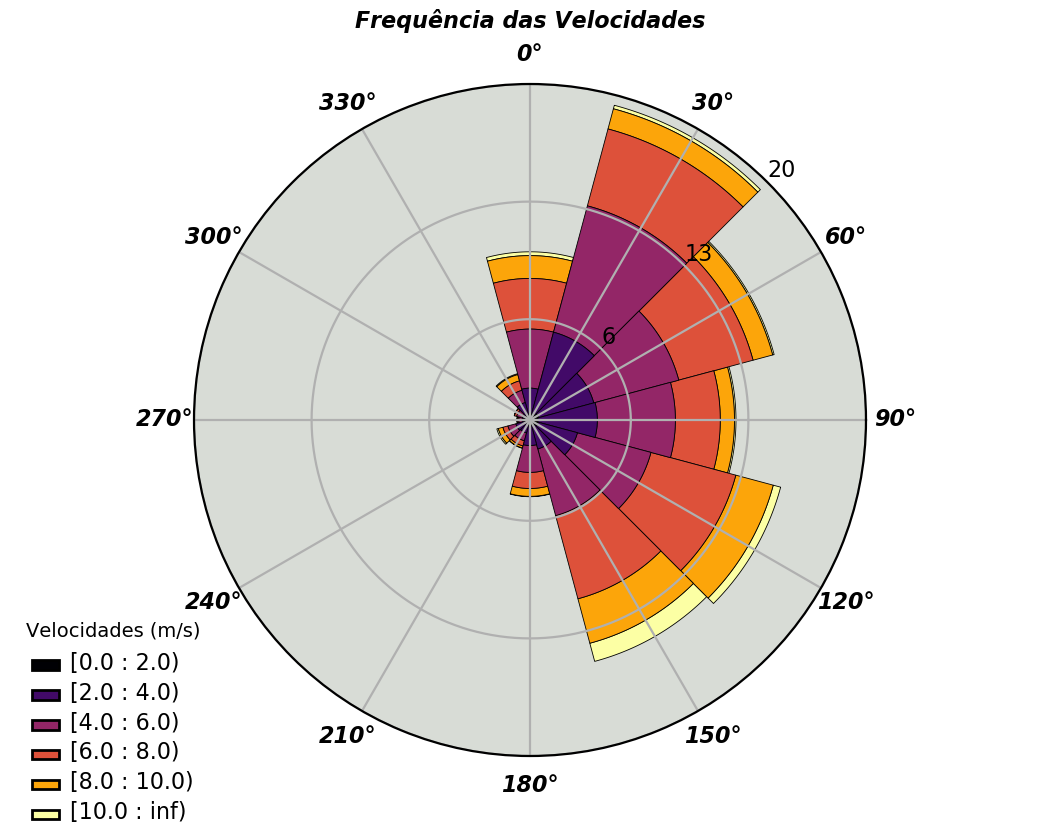 Frequência das Velocidades
0°
330°
30°
20
300°
60°
13
6
270°
90°
240°
120°
210°
150°
180°
Velocidades (m/s)
[0.0 : 2.0)
[2.0 : 4.0)
[4.0 : 6.0)
[6.0 : 8.0)
[8.0 : 10.0)
[10.0 : inf)